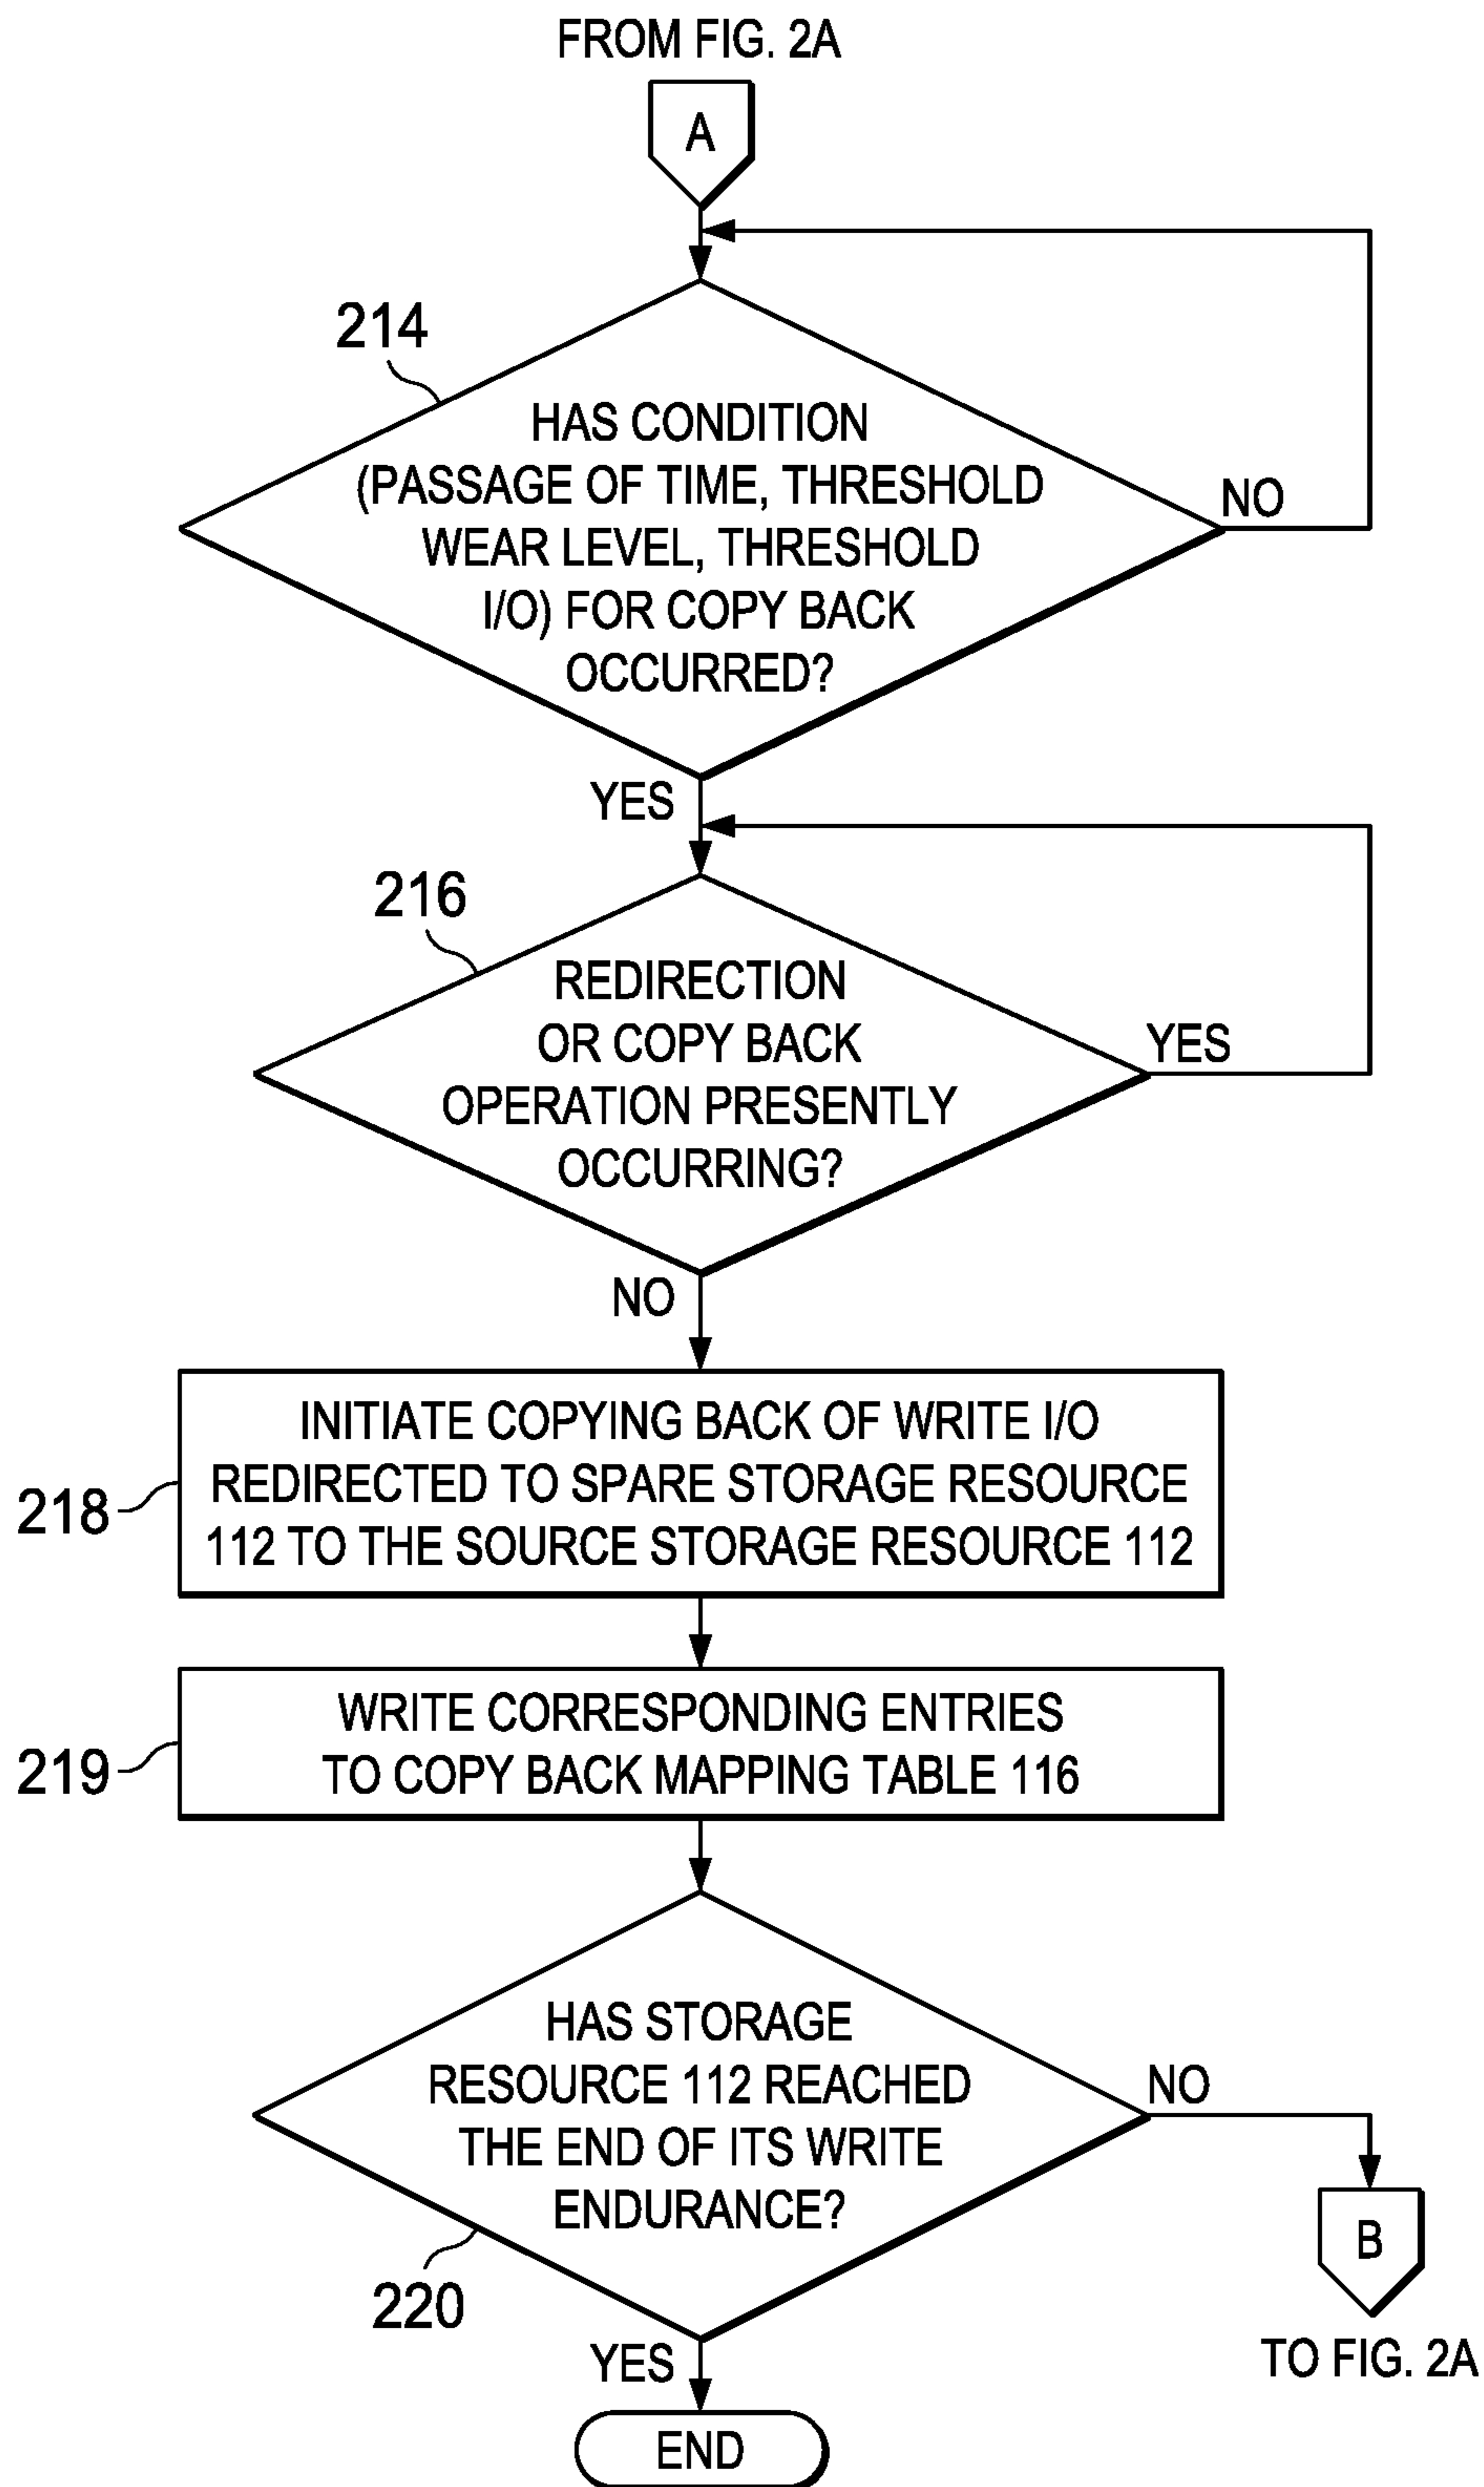 FROM FIG. 2A
A
214
HAS CONDITION
(PASSAGE OF TIME, THRESHOLD
WEAR LEVEL, THRESHOLD
I/O) FOR COPY BACK
OCCURRED?
NO
YES
216
REDIRECTION
OR COPY BACK
OPERATION PRESENTLY
OCCURRING?
YES
NO
218
INITIATE COPYING BACK OF WRITE I/O
REDIRECTED TO SPARE STORAGE RESOURCE
112 TO THE SOURCE STORAGE RESOURCE 112
219
WRITE CORRESPONDING ENTRIES
TO COPY BACK MAPPING TABLE 116
HAS STORAGE
RESOURCE 112 REACHED
THE END OF ITS WRITE
ENDURANCE?
NO
220
B
TO FIG. 2A
YES
END